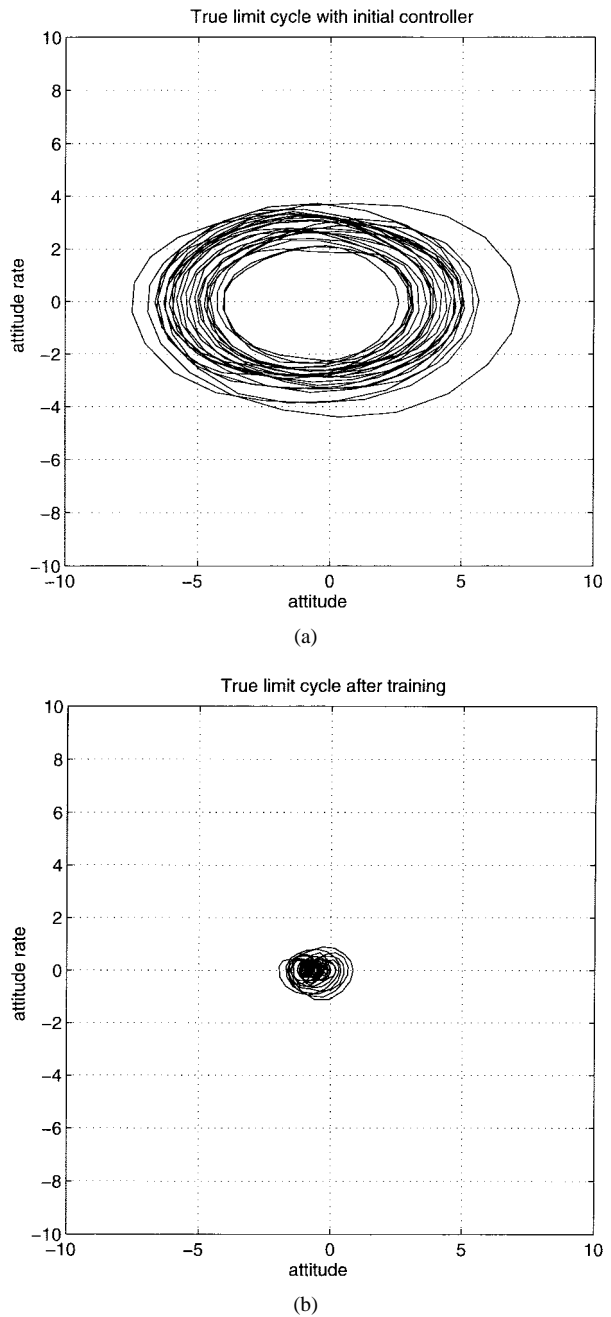 True limit cycle with initial controller
10
8
6
4
2
0
−2
−4
−6
−8
−10
attitude rate
−10 −5 0 5 10
attitude
(a)
True limit cycle after training
10
8
6
4
2
0
−2
−4
−6
−8
−10
attitude rate
−10 −5 0 5 10
attitude
(b)